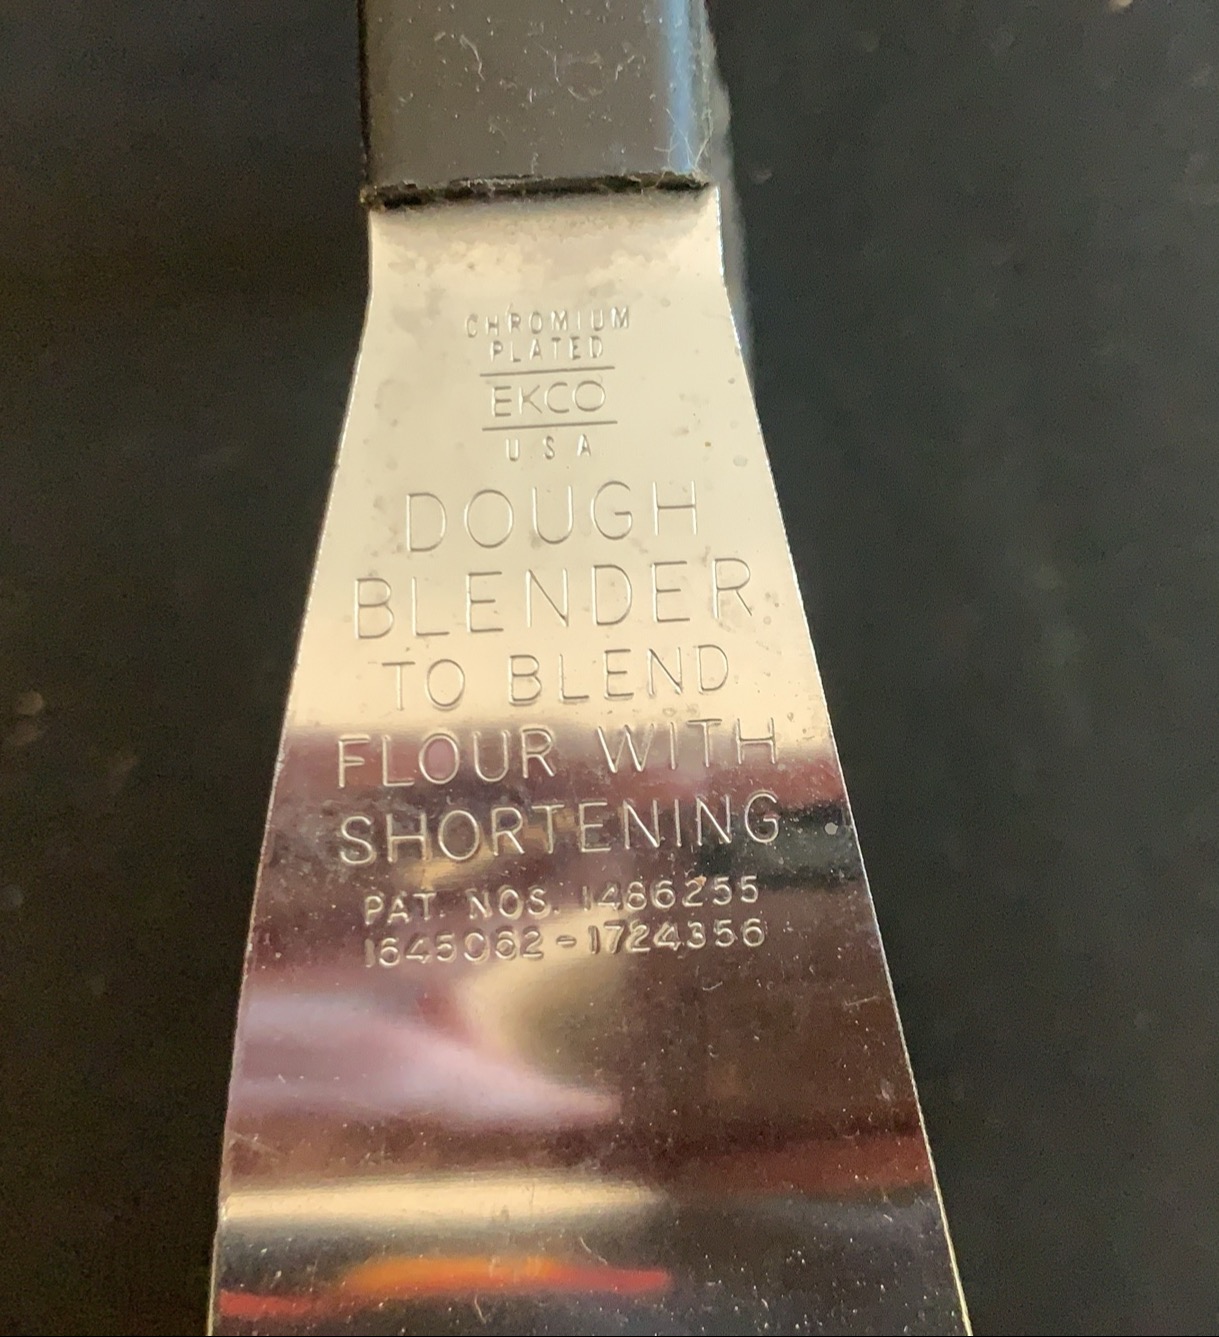 CHROMIUM
PLATED
EKCO
USA
DOUGH
BLENDER
TO BLEND
FLOUR WITH
SHORTENING
PAT. NOS. 1486255
1645062-1724356